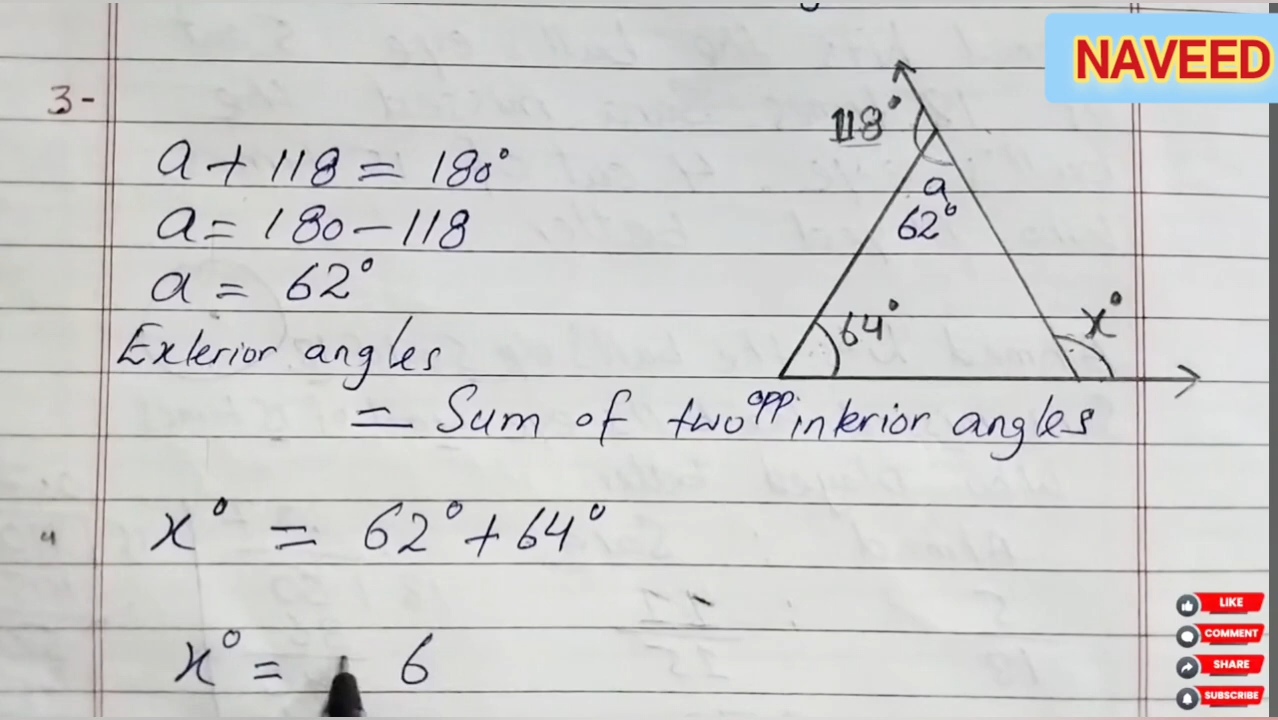 NAVEED
3-
a + 118 = 180°
a = 180 - 118
a = 62°
Exterior angles
= Sum of two opp interior angles
x° = 62° + 64°
x° = 6
118°
a
62°
64°
x°
4
LIKE
COMMENT
SHARE
SUBSCRIBE